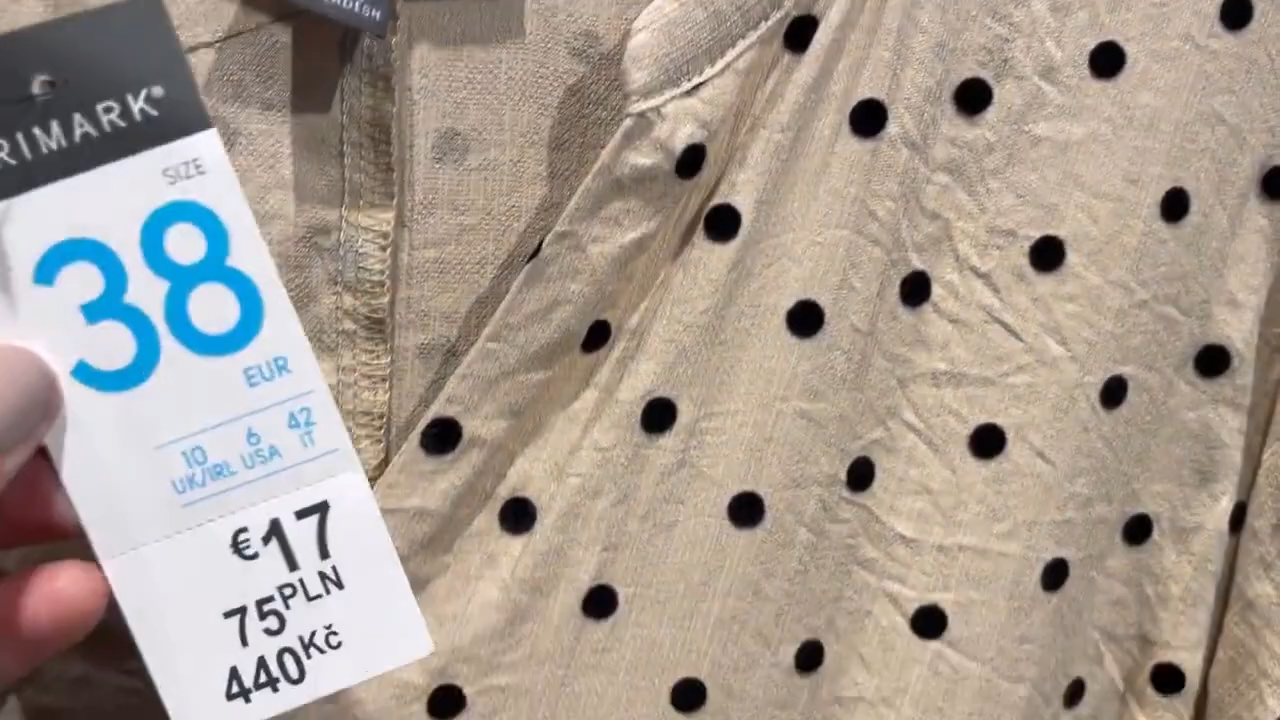 RIMARK®
SIZE
38
EUR
10 6 42
UK/IRL USA IT
€17
75PLN
440Kč